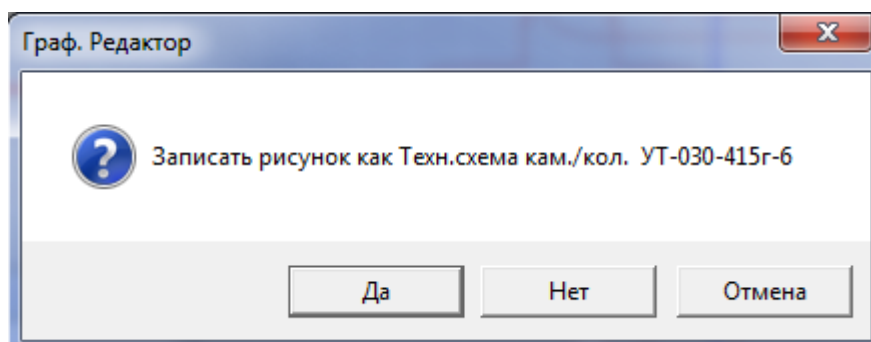 Граф. Редактор
Записать рисунок как Техн.схема кам./кол. УТ-030-415г-6
Да
Нет
Отмена